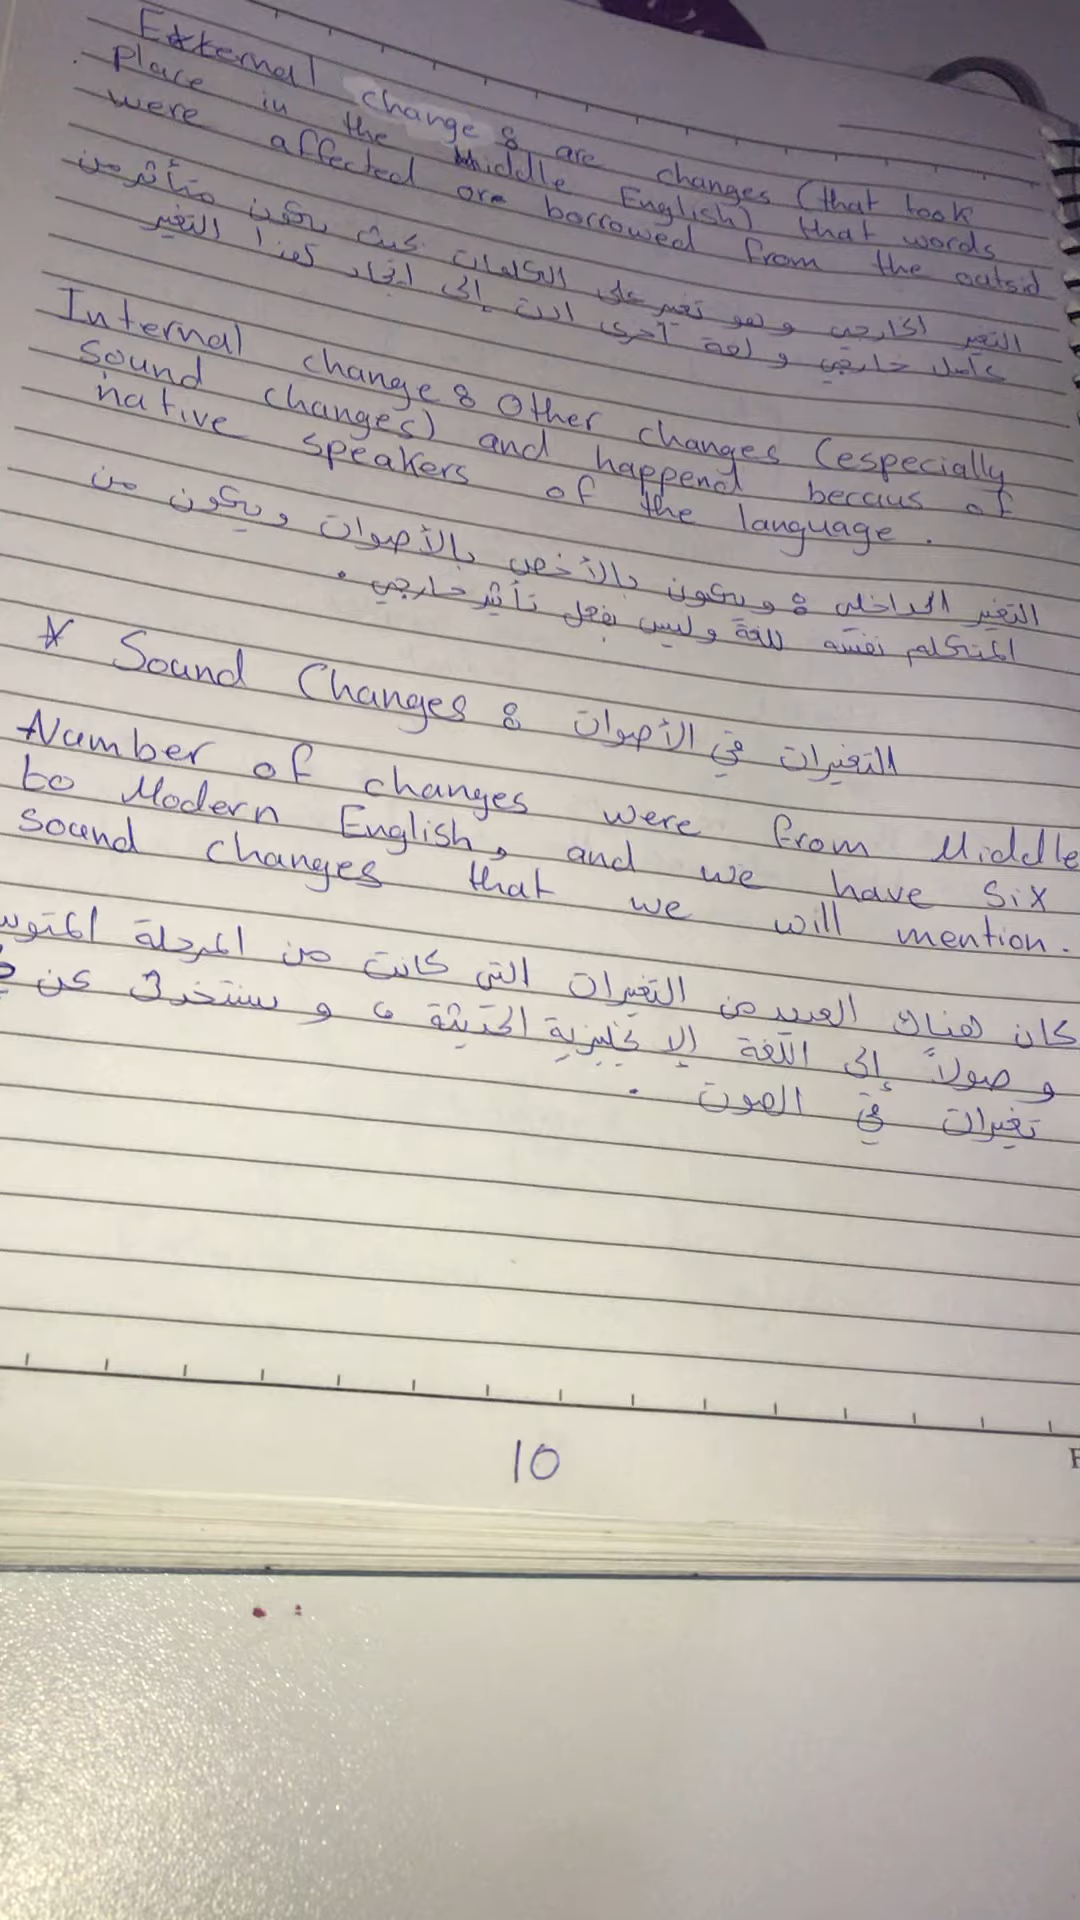 External change : are changes (that took
place in the Middle English) that words
were affected or borrowed from the outsid
التغير الخارجي وهو تغير على الكلمات بحيث يكون متأثر من
عامل خارجي و لغة أخرى أدت إلى هذا التغير
Internal change : Other changes (especially
sound changes) and happend becaus of
native speakers of the language .
التغير الداخلي : ويكون بالأخص بالأصوات ويكون من
المتكلم نفسه للغة وليس بفعل تأثير خارجي .
* Sound Changes : التغيرات في الأصوات
Number of changes were from Middle
to Modern English, and we have six
sound changes that we will mention.
كان هناك العديد من التغيرات التي كانت من المرحلة المتوس
وصولاً إلى اللغة الإنجليزية الحديثة ، و سنتحدث عن
تغيرات في الصوت .
10